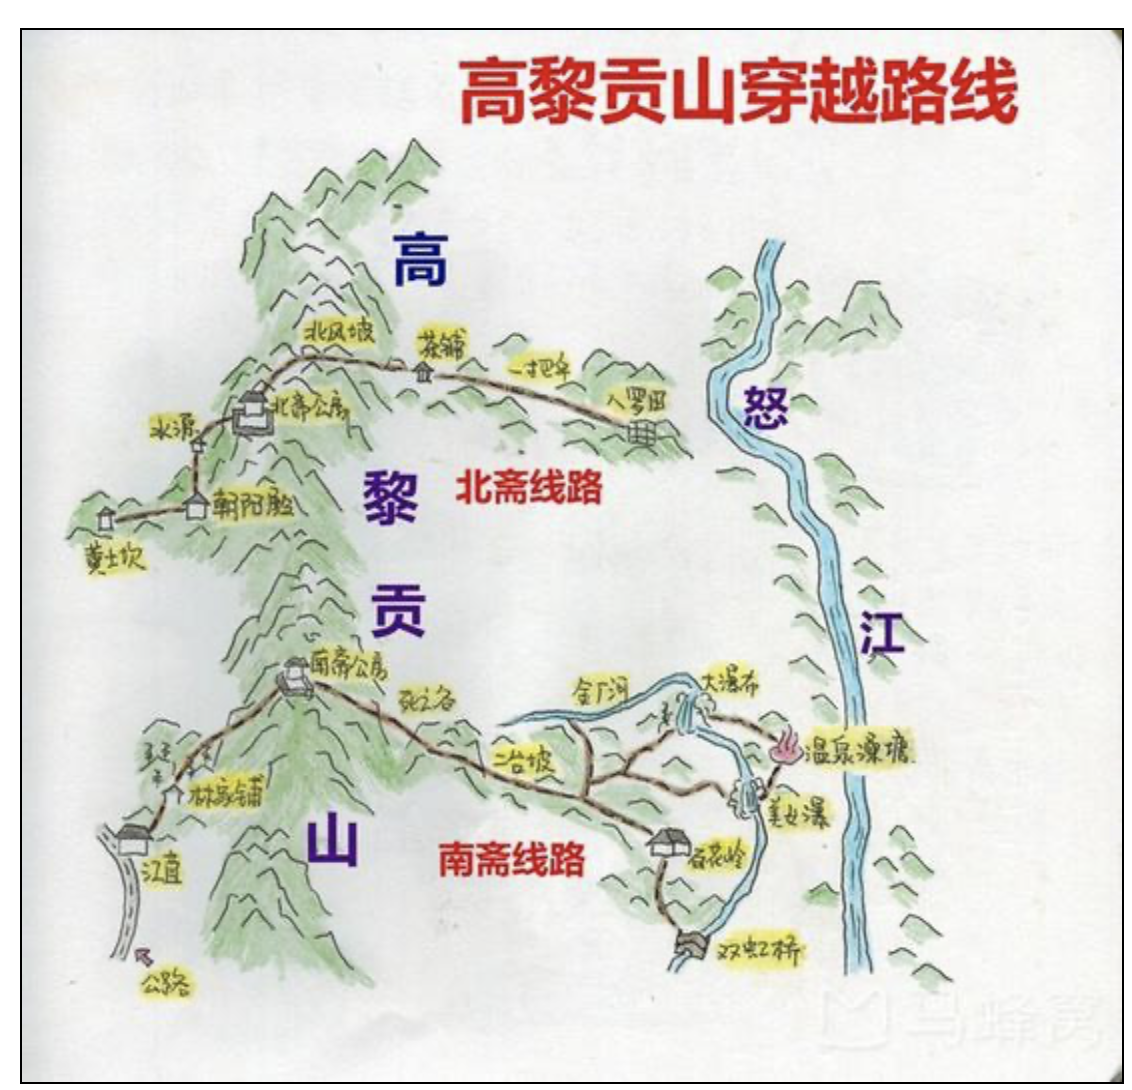 高黎贡山穿越路线
高
北风坡
茶铺
一把伞
八罗田
怒
水源
北斋公房
黎
北斋线路
朝阳殿
黄土坎
贡
江
南斋公房
死之谷
金厂河
大瀑布
二台坡
温泉澡塘
林家铺
美女瀑
山
南斋线路
百花岭
江苴
双虹桥
公路
马蜂窝